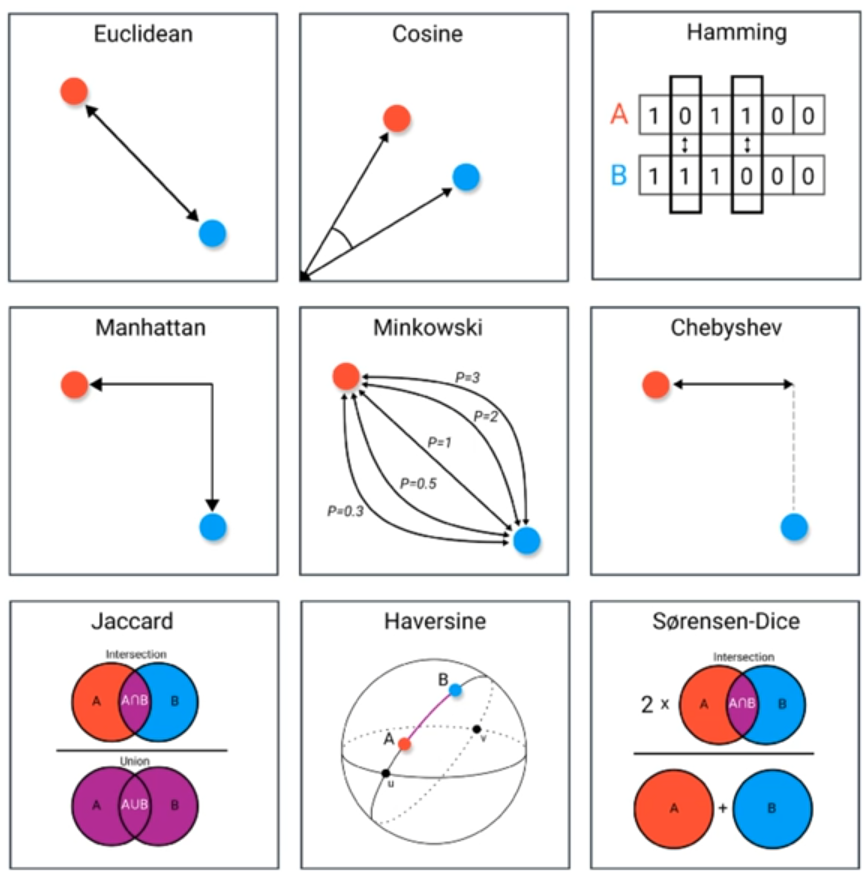 Euclidean
Cosine
Hamming
A 1 0 1 1 0 0
B 1 1 1 0 0 0
Manhattan
Minkowski
P=3
P=2
P=1
P=0.5
P=0.3
Chebyshev
Jaccard
Intersection
A A∩B B
Union
A A∪B B
Haversine
B
A
v
u
Sørensen-Dice
Intersection
2 x A A∩B B
A + B